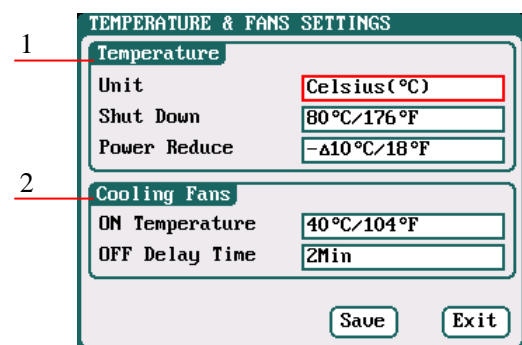 TEMPERATURE & FANS SETTINGS
1
Temperature
Unit Celsius(°C)
Shut Down 80°C/176°F
Power Reduce -Δ10°C/18°F
2
Cooling Fans
ON Temperature 40°C/104°F
OFF Delay Time 2Min
Save Exit